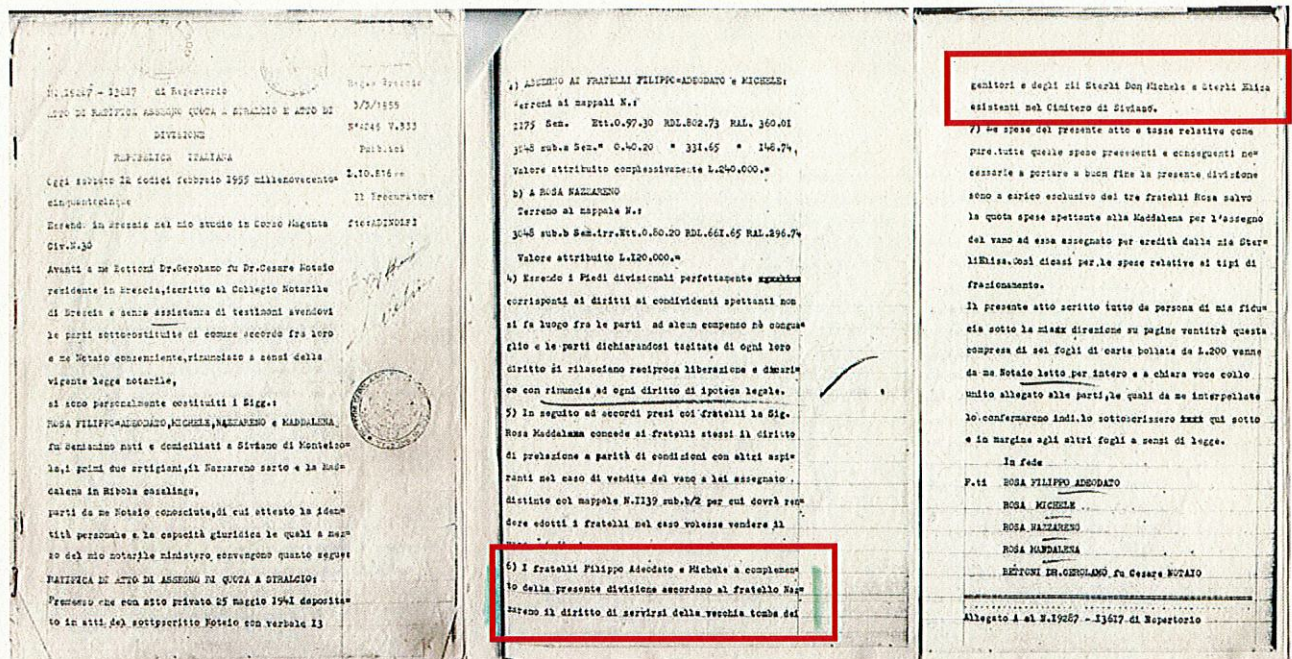 N.19287 - 13617 di Repertorio
ATTO DI RATIFICA ASSEGNO QUOTA A STRALCIO E ATTO DI
DIVISIONE
REPUBBLICA ITALIANA
Oggi sabato 12 dodici febbraio 1955 millenovecento=
cinquantacinque
Essendo in Brescia nel mio studio in Corso Magenta
Civ.N.36
Avanti a me Bettoni Dr.Gerolamo fu Dr.Cesare Notaio
residente in Brescia,iscritto al Collegio Notarile
di Brescia e senza assistenza di testimoni avendovi
le parti sottocostituite di comune accordo fra loro
e me Notaio consenziente,rinunciato a sensi della
vigente legge notarile,
si sono personalmente costituiti i Sigg.:
ROSA FILIPPO=ADEODATO,MICHELE,NAZZARENO e MADDALENA
fu Gemianino nati e domiciliati a Siviano di Monteiso=
la,i primi due artigiani,il Nazzareno sarto e la Mad=
dalena in Ribola casalinga,
parti da me Notaio conosciute,di cui attesto la iden=
tità personale e la capacità giuridica le quali a mez=
zo del mio notarile ministero convengono quanto segue:
RATIFICA DI ATTO DI ASSEGNO DI QUOTA A STRALCIO:
Premesso che con atto privato 25 maggio 1941 deposita=
to in atti del sottoscritto Notaio con verbale 13
Reg. Brescia
3/3/1955
N°4246 V.333
Pubblici
L.10.816=
Il Procuratore
fto:ADINOLFI
a) ASSEGNO AI FRATELLI FILIPPO=ADEODATO e MICHELE:
Terreni ai mappali N.:
2175 Sem. Ett.0.97.30 RDL.802.73 RAL. 360.01
3048 sub.a Sem." 0.40.20 " 331.65 " 148.74,
Valore attribuito complessivamente L.240.000.=
b) A ROSA NAZZARENO
Terreno al mappale N.:
3048 sub.b Sem.irr.Ett.0.80.20 RDL.661.65 RAL.296.74
Valore attribuito L.120.000.=
4) Essendo i Piedi divisionali perfettamente
corrisponti ai diritti ai condividenti spettanti non
si fa luogo fra le parti ad alcun compenso nè congua=
glio e le parti dichiarandosi tacitate di ogni loro
diritto si rilasciano reciproca liberazione e discari=
co con rinuncia ad ogni diritto di ipoteca legale.
5) In seguito ad accordi presi coi fratelli la Sig.
Rosa Maddalena concede ai fratelli stessi il diritto
di prelazione a parità di condizioni con altri aspi=
ranti nel caso di vendita del vano a lei assegnato
distinto col mappale N.1139 sub.b/2 per cui dovrà ren=
dere edotti i fratelli nel caso volesse vendere il
6) I fratelli Filippo Adeodato e Michele a complemen=
to della presente divisione accordano al fratello Naz=
zareno il diritto di servirsi della vecchia tomba dei
genitori e degli zii Sterli Don Michele e Sterli Elisa
esistenti nel Cimitero di Siviano.
7) Le spese del presente atto e tasse relative come
pure.tutte quelle spese precedenti e conseguenti ne=
cessarie a portare a buon fine la presente divisione
sono a carico esclusivo dei tre fratelli Rosa salvo
la quota spese spettante alla Maddalena per l'assegno
del vano ad essa assegnato per eredità dalla zia Ster=
liElisa.Così dicasi per,le spese relative ai tipi di
frazionamento.
Il presente atto scritto tutto da persona di mia fidu=
cia sotto la miaxx direzione su pagine ventitrè questa
compresa di sei fogli di carta bollata da L.200 venne
da me Notaio letto per intero e a chiara voce collo
unito allegato alle parti,le quali da me interpellate
lo confermarono indi.lo sottoscrissero xxxx qui sotto
e in margine agli altri fogli a sensi di legge.
In fede
F.ti ROSA FILIPPO ADEODATO
ROSA MICHELE
ROSA NAZZARENO
ROSA MANDALENA
BETTONI DR.GEROLAMO fu Cesare NOTAIO
Allegato A al N.19287 - 13617 di Repertorio